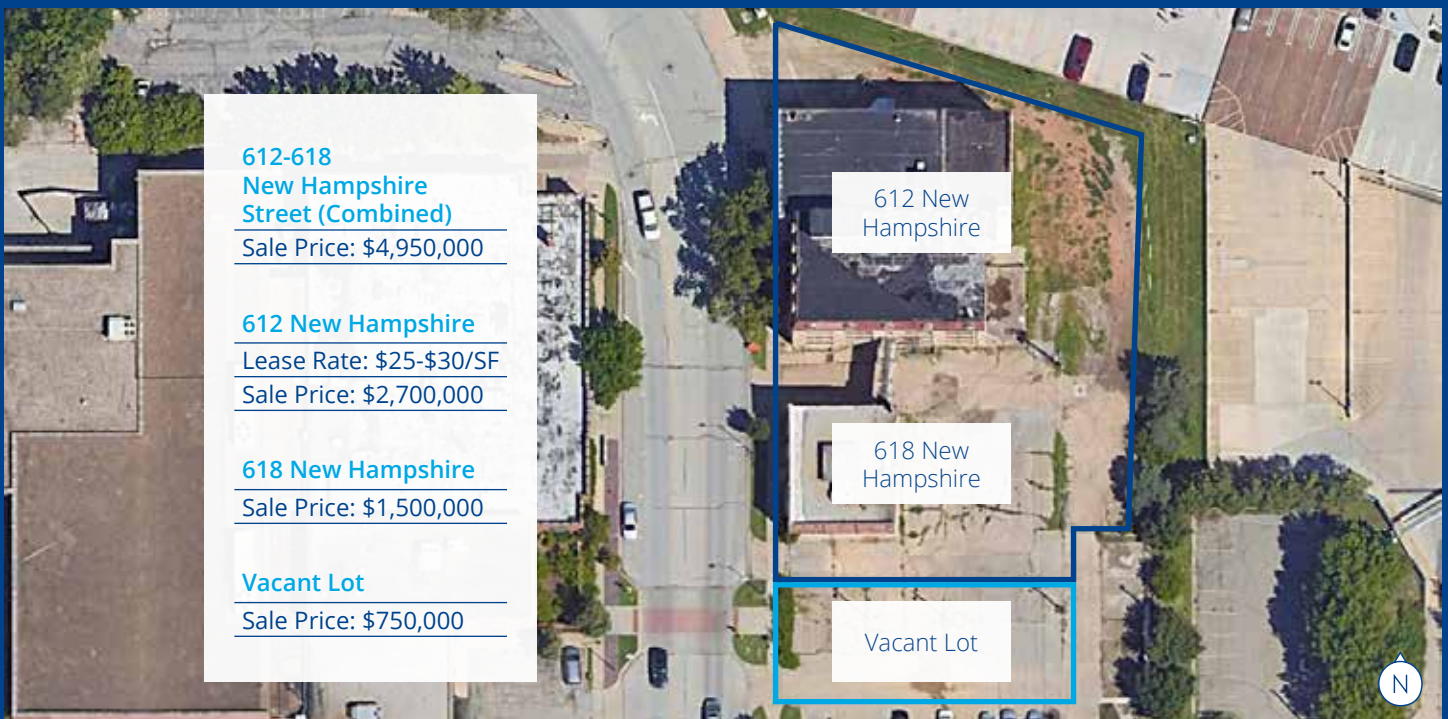 612-618
New Hampshire
Street (Combined)
Sale Price: $4,950,000
612 New Hampshire
Lease Rate: $25-$30/SF
Sale Price: $2,700,000
618 New Hampshire
Sale Price: $1,500,000
Vacant Lot
Sale Price: $750,000
612 New
Hampshire
618 New
Hampshire
Vacant Lot
N